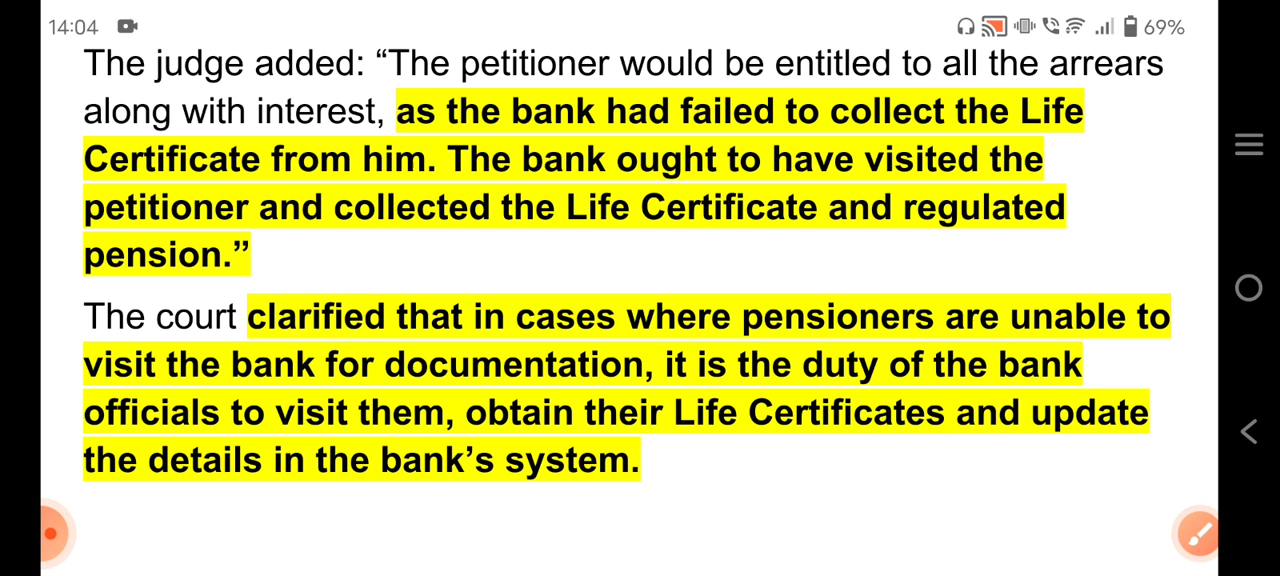 14:04
69%
The judge added: “The petitioner would be entitled to all the arrears
along with interest, as the bank had failed to collect the Life
Certificate from him. The bank ought to have visited the
petitioner and collected the Life Certificate and regulated
pension.”
The court clarified that in cases where pensioners are unable to
visit the bank for documentation, it is the duty of the bank
officials to visit them, obtain their Life Certificates and update
the details in the bank’s system.